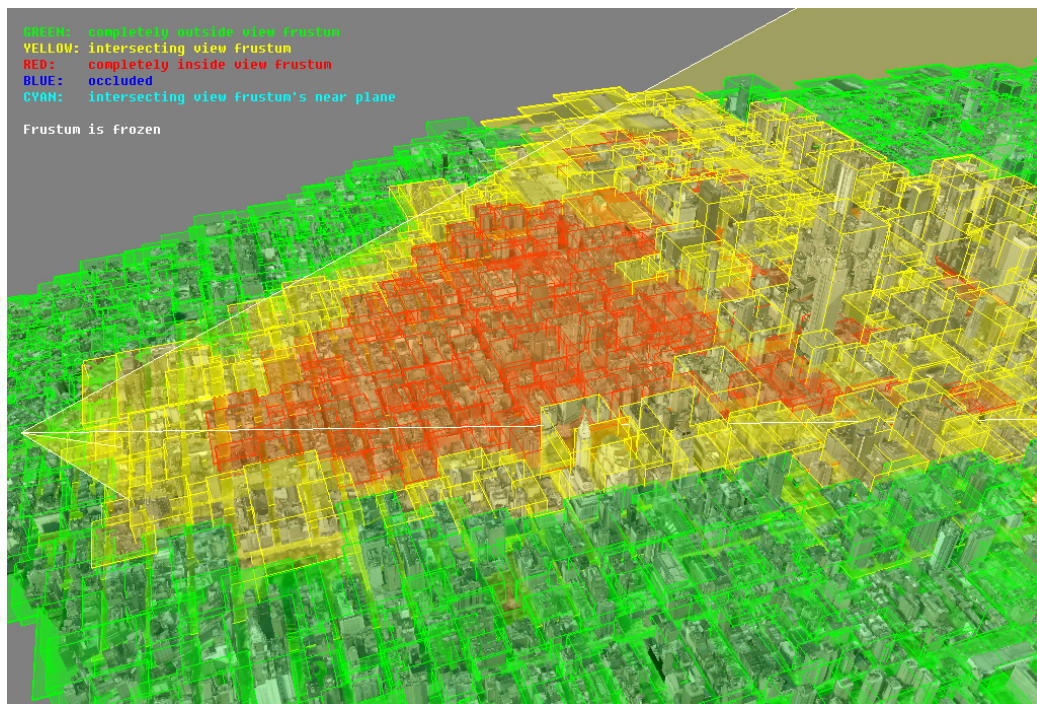 GREEN: completely outside view frustum
YELLOW: intersecting view frustum
RED: completely inside view frustum
BLUE: occluded
CYAN: intersecting view frustum's near plane
Frustum is frozen